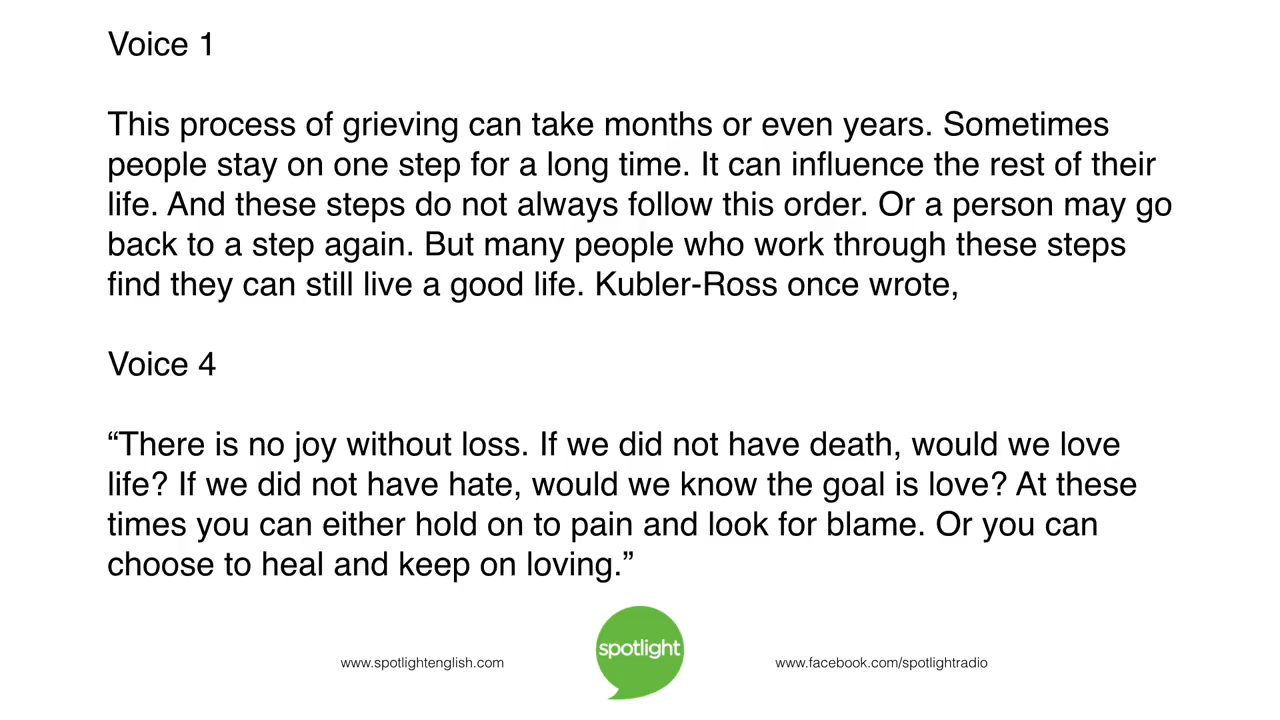 Voice 1
This process of grieving can take months or even years. Sometimes
people stay on one step for a long time. It can influence the rest of their
life. And these steps do not always follow this order. Or a person may go
back to a step again. But many people who work through these steps
find they can still live a good life. Kubler-Ross once wrote,
Voice 4
“There is no joy without loss. If we did not have death, would we love
life? If we did not have hate, would we know the goal is love? At these
times you can either hold on to pain and look for blame. Or you can
choose to heal and keep on loving.”
www.spotlightenglish.com
spotlight
www.facebook.com/spotlightradio